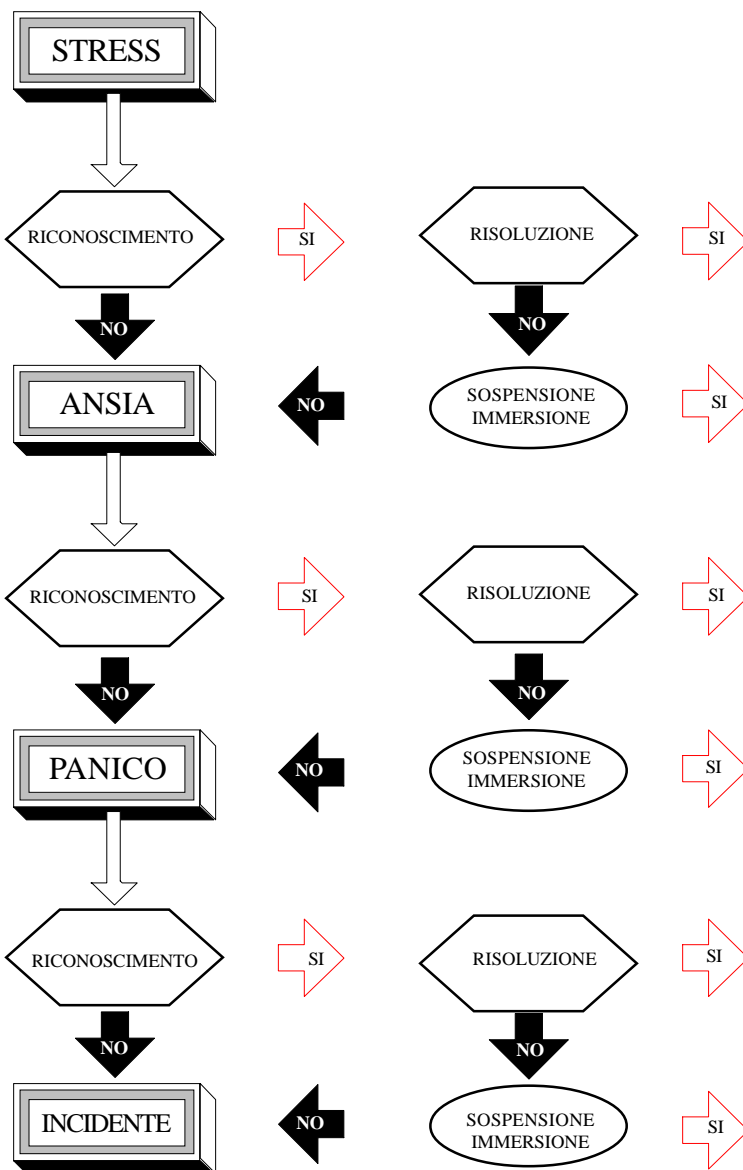 STRESS
RICONOSCIMENTO
SI
RISOLUZIONE
SI
NO
NO
ANSIA
NO
SOSPENSIONE
IMMERSIONE
SI
RICONOSCIMENTO
SI
RISOLUZIONE
SI
NO
NO
PANICO
NO
SOSPENSIONE
IMMERSIONE
SI
RICONOSCIMENTO
SI
RISOLUZIONE
SI
NO
NO
INCIDENTE
NO
SOSPENSIONE
IMMERSIONE
SI